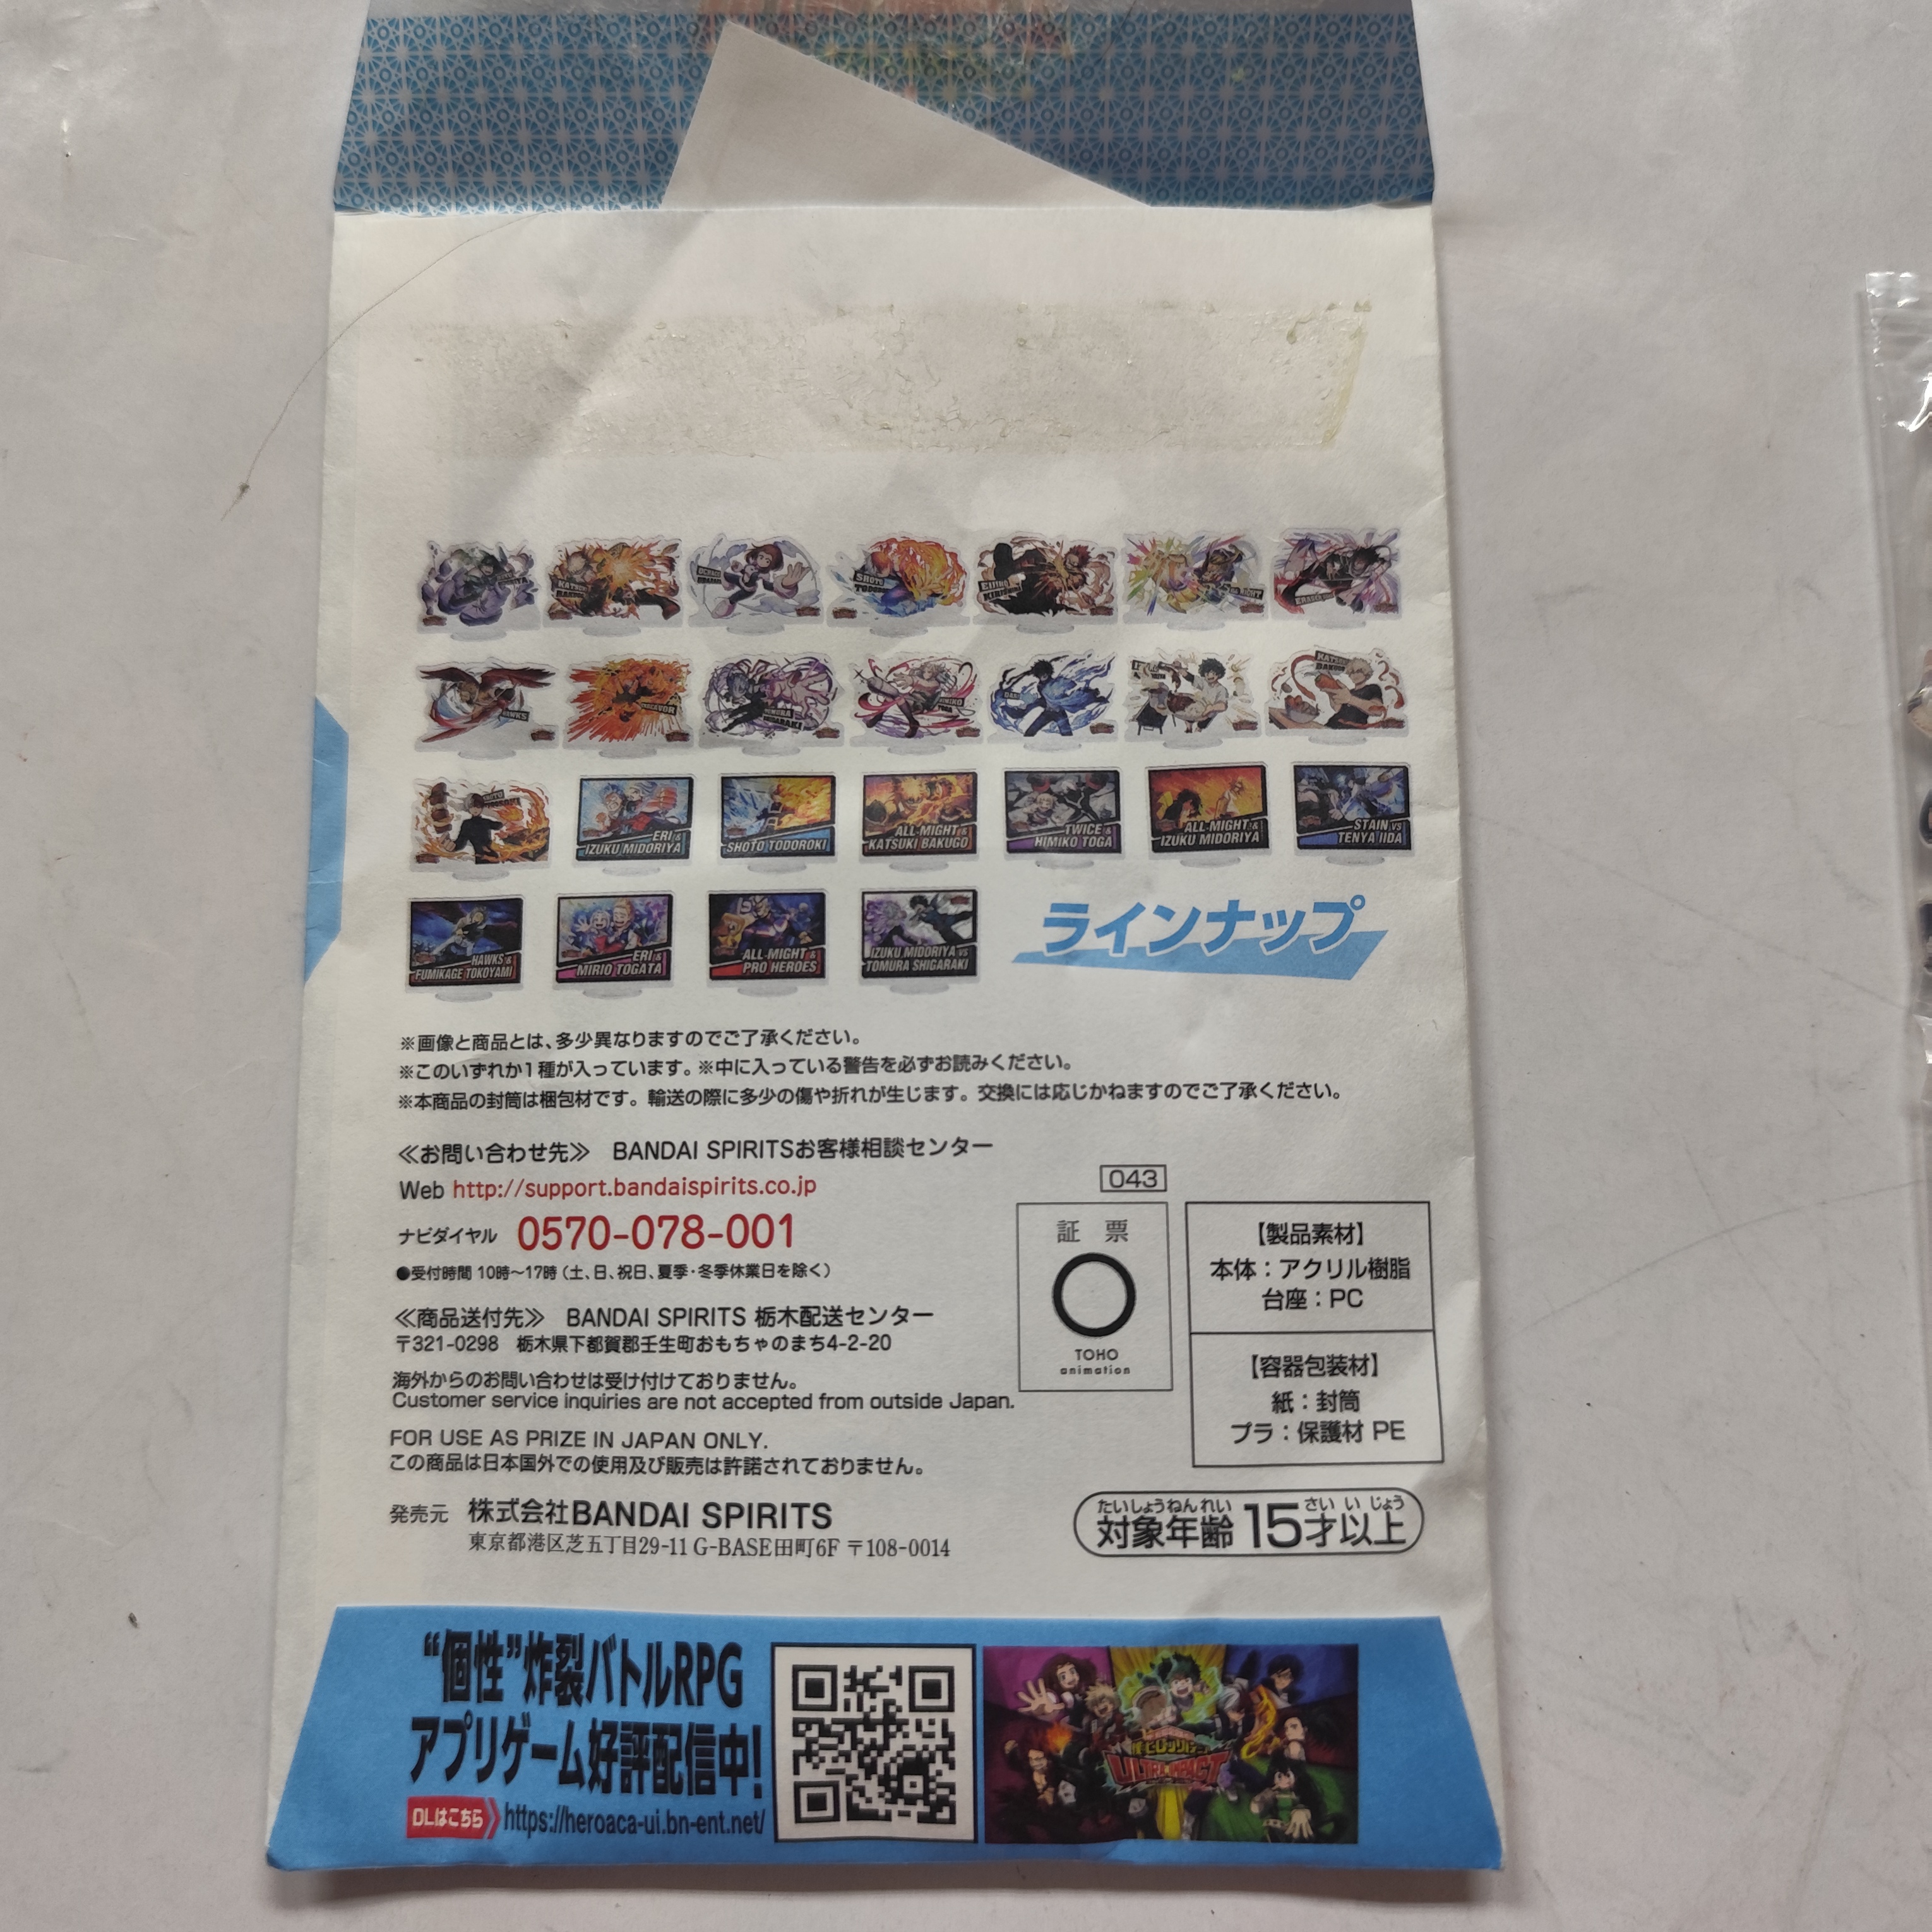 KATSUKI
BAKUGO
SHOTO
TODOROKI
EIJIRO
KIRISHIMA
HAWKS
ENDEAVOR
HIMIKO
TOGA
DABI
KATSUKI
BAKUGO
ERI &
IZUKU MIDORIYA
SHOTO TODOROKI
ALL MIGHT &
KATSUKI BAKUGO
TWICE &
HIMIKO TOGA
ALL MIGHT &
IZUKU MIDORIYA
STAIN VS
TENYA IIDA
HAWKS &
FUMIKAGE TOKOYAMI
ERI &
MIRIO TOGATA
ALL MIGHT &
PRO HEROES
IZUKU MIDORIYA VS
TOMURA SHIGARAKI
ラインナップ
※画像と商品とは、多少異なりますのでご了承ください。
※このいずれか1種が入っています。※中に入っている警告を必ずお読みください。
※本商品の封筒は梱包材です。輸送の際に多少の傷や折れが生じます。交換には応じかねますのでご了承ください。
≪お問い合わせ先≫ BANDAI SPIRITSお客様相談センター
Web http://support.bandaispirits.co.jp
ナビダイヤル 0570-078-001
●受付時間 10時～17時(土、日、祝日、夏季・冬季休業日を除く)
≪商品送付先≫ BANDAI SPIRITS 栃木配送センター
〒321-0298 栃木県下都賀郡壬生町おもちゃのまち4-2-20
海外からのお問い合わせは受け付けておりません。
Customer service inquiries are not accepted from outside Japan.
FOR USE AS PRIZE IN JAPAN ONLY.
この商品は日本国外での使用及び販売は許諾されておりません。
発売元 株式会社BANDAI SPIRITS
東京都港区芝五丁目29-11 G-BASE田町6F 〒108-0014
043
証 票
TOHO
animation
【製品素材】
本体：アクリル樹脂
台座：PC
【容器包装材】
紙：封筒
プラ：保護材 PE
たいしょうねんれい さい い じょう
対象年齢 15才以上
“個性”炸裂バトルRPG
アプリゲーム好評配信中!
DLはこちら https://heroaca-ui.bn-ent.net/
ULTRA IMPACT